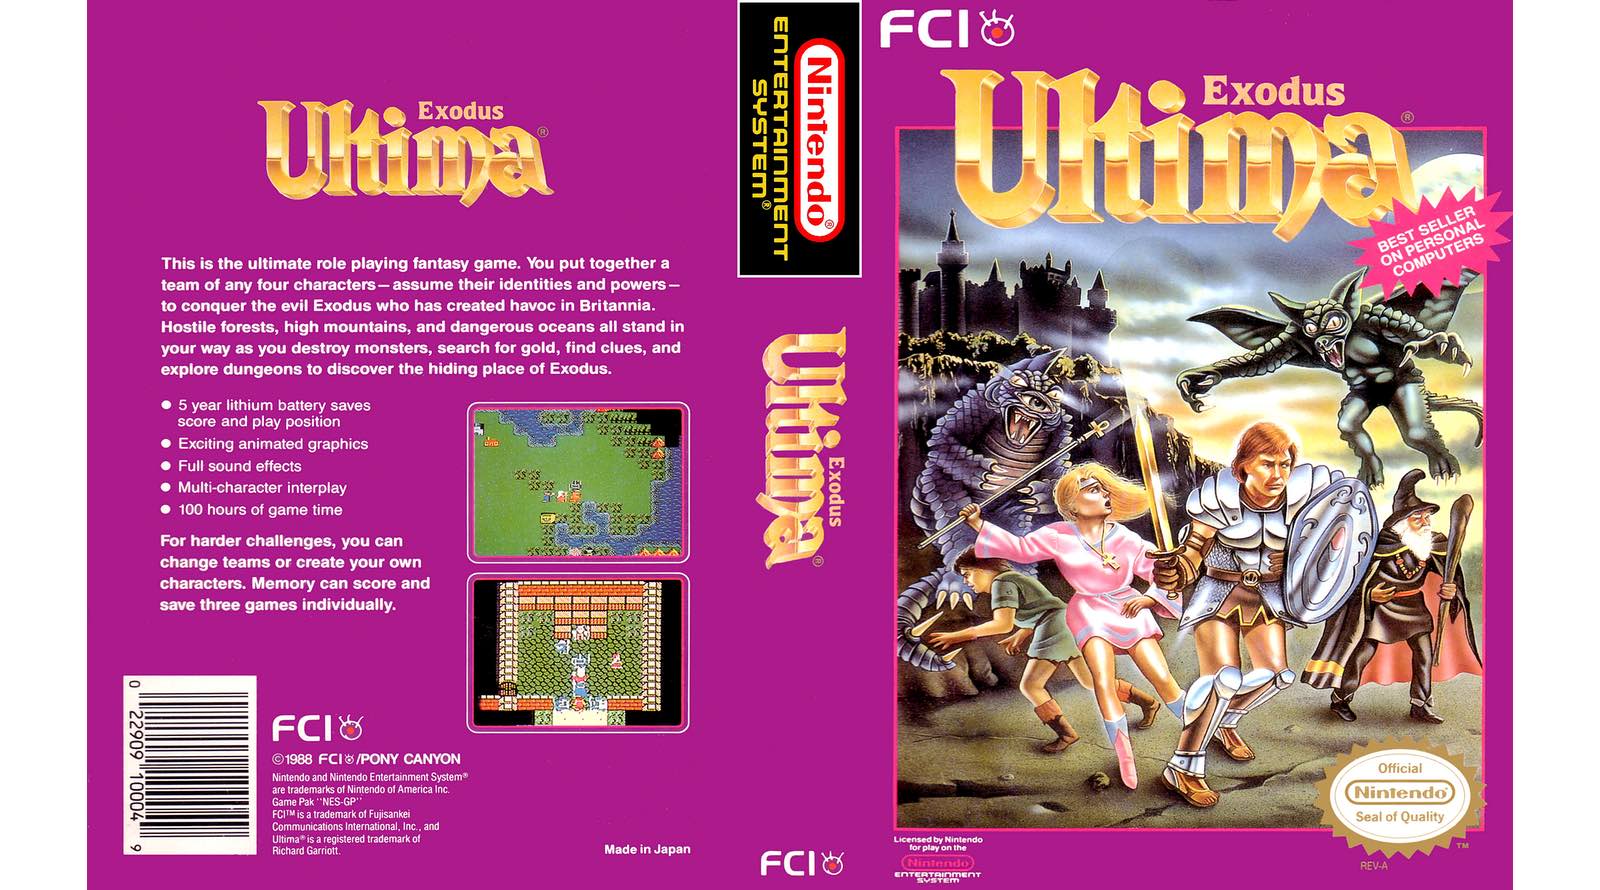 Exodus
Ultima®
This is the ultimate role playing fantasy game. You put together a
team of any four characters—assume their identities and powers—
to conquer the evil Exodus who has created havoc in Britannia.
Hostile forests, high mountains, and dangerous oceans all stand in
your way as you destroy monsters, search for gold, find clues, and
explore dungeons to discover the hiding place of Exodus.
● 5 year lithium battery saves
score and play position
● Exciting animated graphics
● Full sound effects
● Multi-character interplay
● 100 hours of game time
For harder challenges, you can
change teams or create your own
characters. Memory can score and
save three games individually.
0 22909 10004 9
FCI
©1988 FCI/PONY CANYON
Nintendo and Nintendo Entertainment System®
are trademarks of Nintendo of America Inc.
Game Pak "NES-GP"
FCI™ is a trademark of Fujisankei
Communications International, Inc., and
Ultima® is a registered trademark of
Richard Garriott.
Made in Japan
Nintendo®
ENTERTAINMENT
SYSTEM®
Exodus
Ultima®
FCI
FCI
Exodus
Ultima®
BEST SELLER
ON PERSONAL
COMPUTERS
Official
Nintendo®
Seal of Quality
TM
Licensed by Nintendo
for play on the
Nintendo®
ENTERTAINMENT
SYSTEM
REV-A